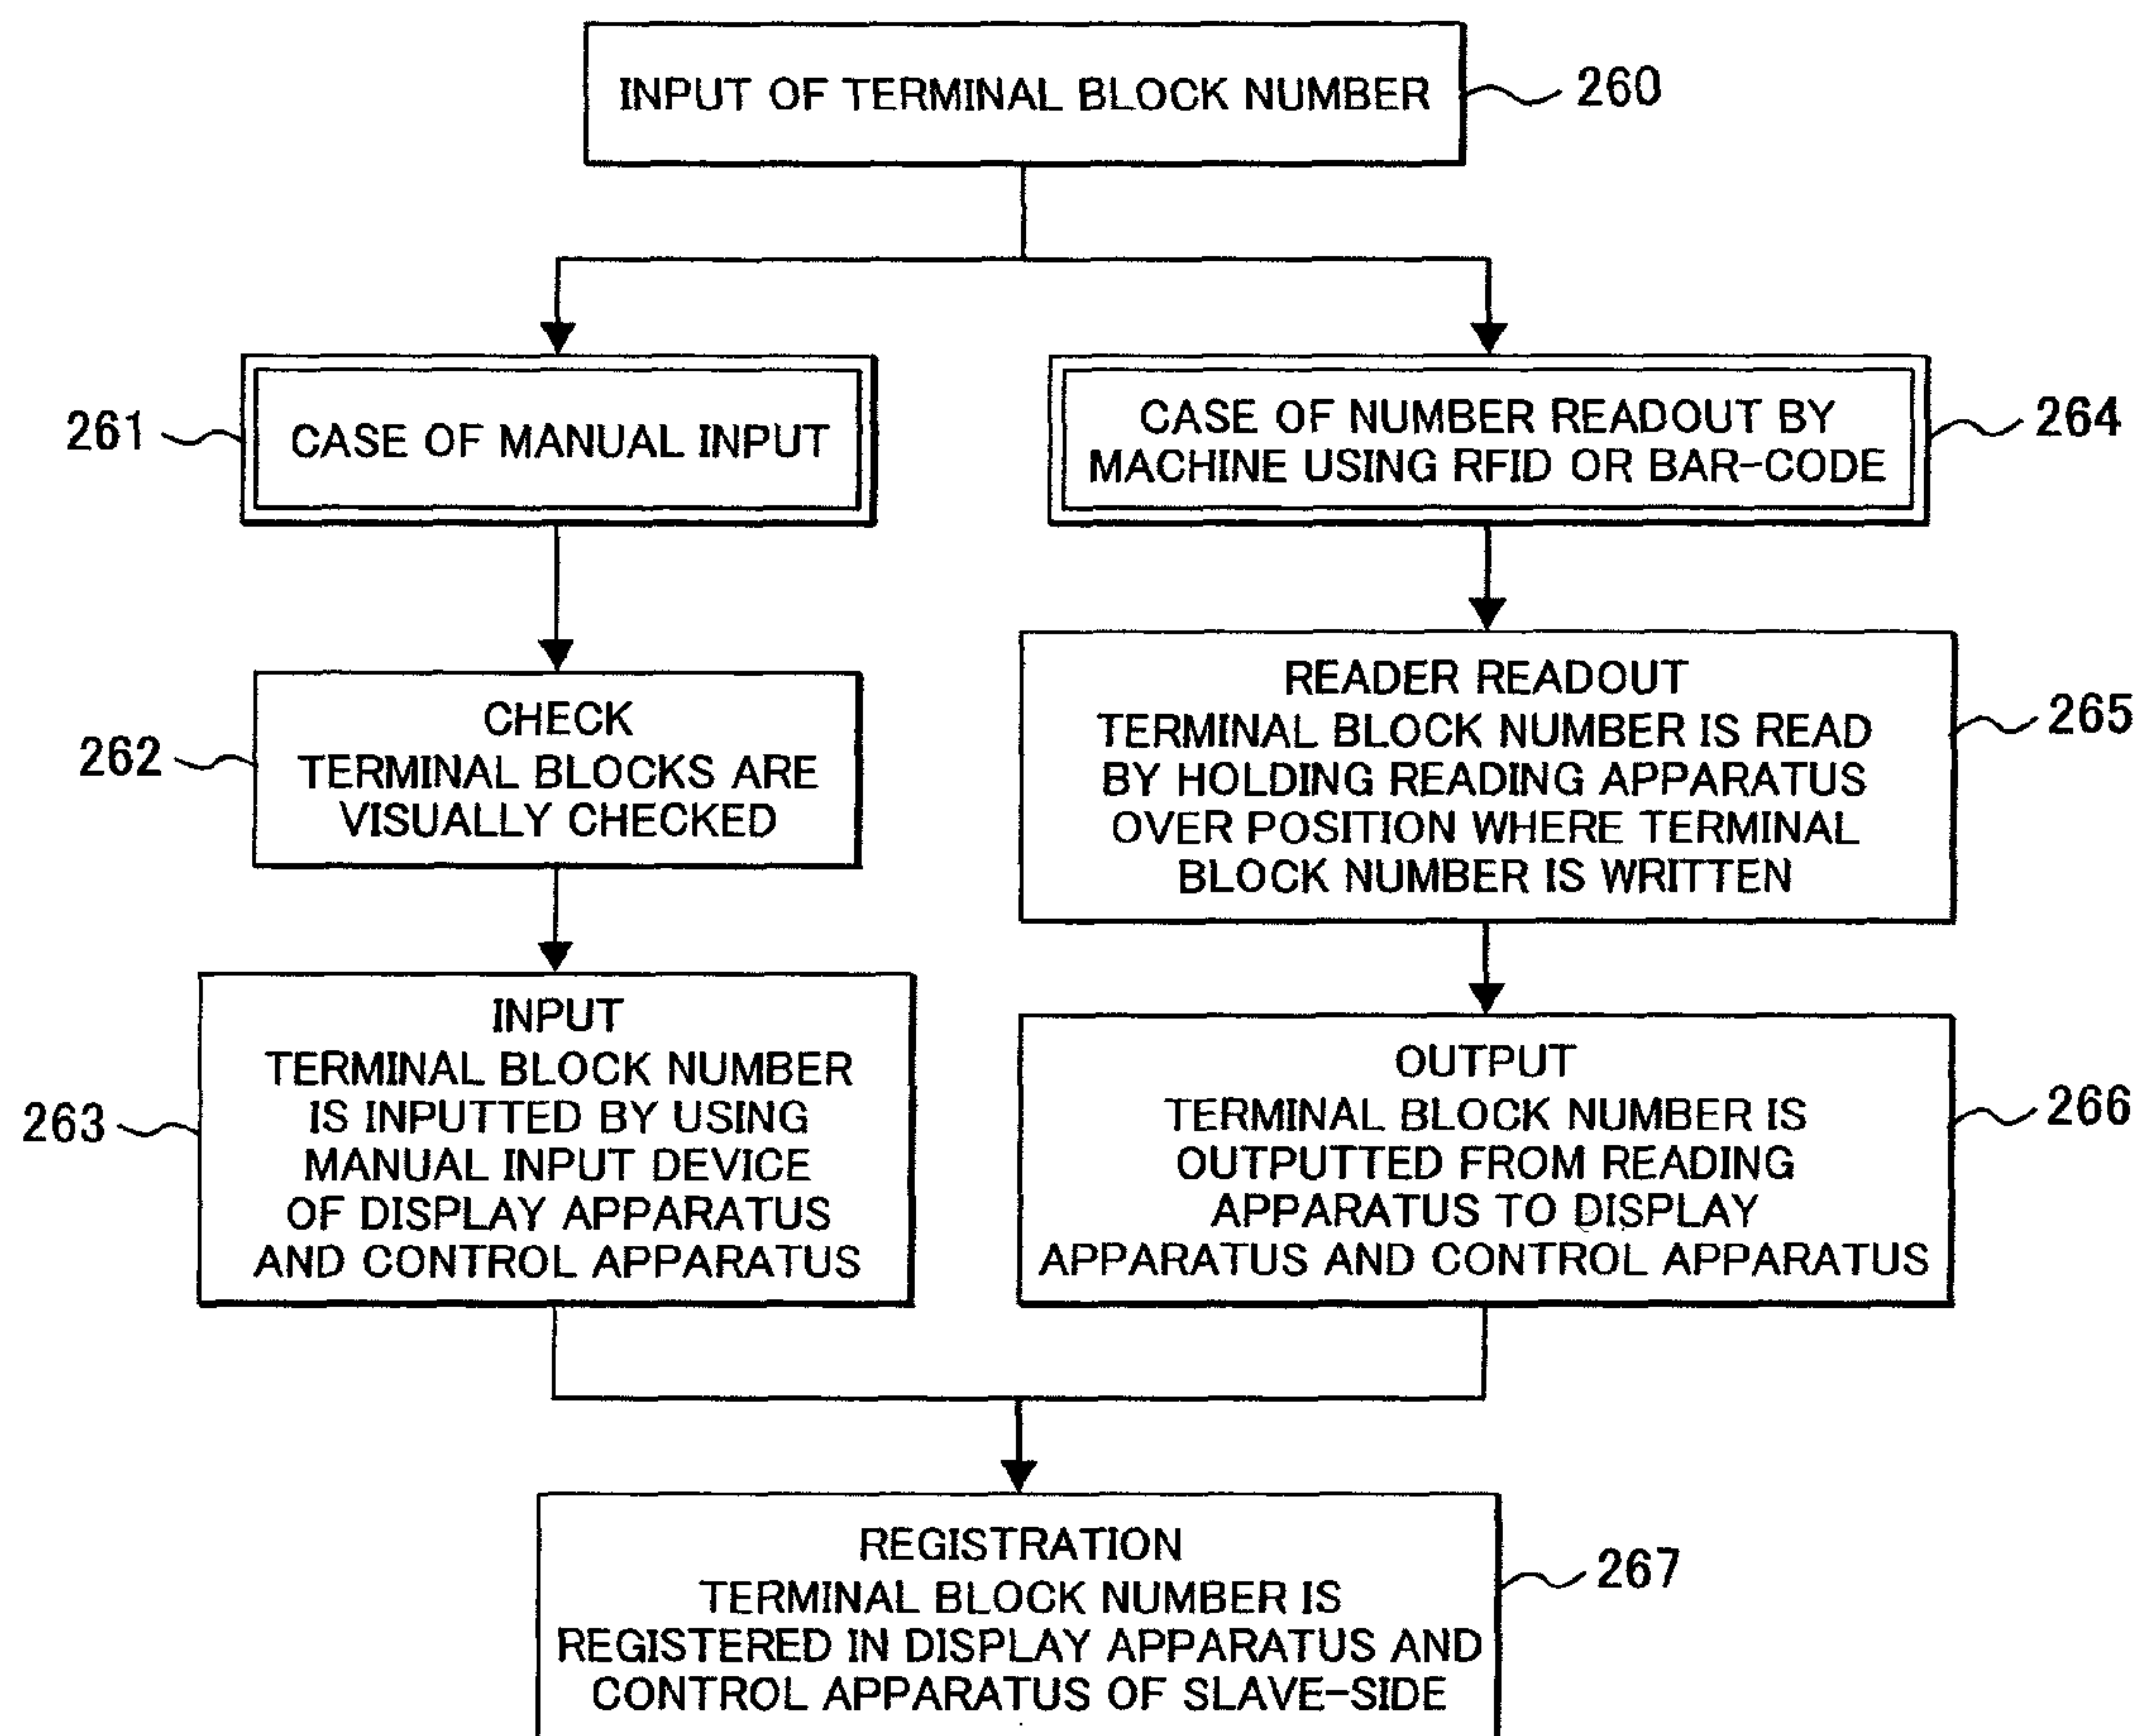 INPUT OF TERMINAL BLOCK NUMBER
260
261
CASE OF MANUAL INPUT
CASE OF NUMBER READOUT BY
MACHINE USING RFID OR BAR-CODE
264
262
CHECK
TERMINAL BLOCKS ARE
VISUALLY CHECKED
READER READOUT
TERMINAL BLOCK NUMBER IS READ
BY HOLDING READING APPARATUS
OVER POSITION WHERE TERMINAL
BLOCK NUMBER IS WRITTEN
265
263
INPUT
TERMINAL BLOCK NUMBER
IS INPUTTED BY USING
MANUAL INPUT DEVICE
OF DISPLAY APPARATUS
AND CONTROL APPARATUS
OUTPUT
TERMINAL BLOCK NUMBER IS
OUTPUTTED FROM READING
APPARATUS TO DISPLAY
APPARATUS AND CONTROL APPARATUS
266
REGISTRATION
TERMINAL BLOCK NUMBER IS
REGISTERED IN DISPLAY APPARATUS AND
CONTROL APPARATUS OF SLAVE-SIDE
267